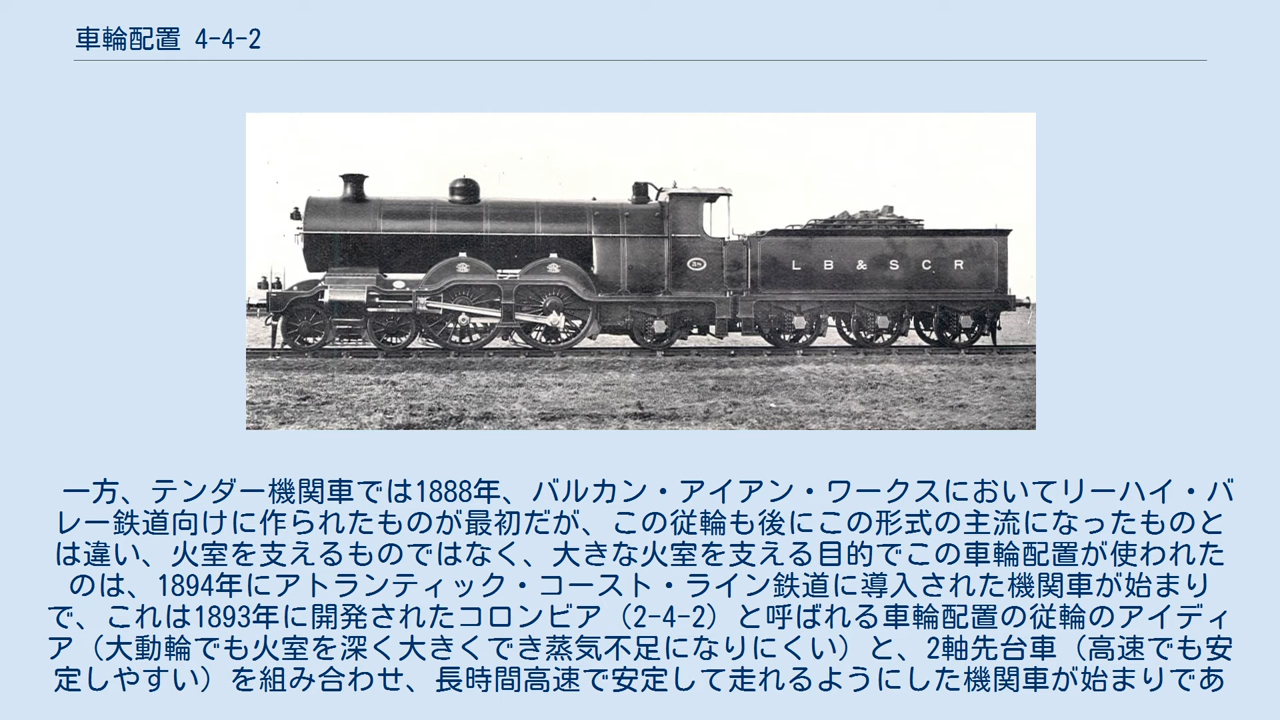 車輪配置 4-4-2
L B & S C R
一方、テンダー機関車では1888年、バルカン・アイアン・ワークスにおいてリーハイ・バ
レー鉄道向けに作られたものが最初だが、この従輪も後にこの形式の主流になったものと
は違い、火室を支えるものではなく、大きな火室を支える目的でこの車輪配置が使われた
のは、1894年にアトランティック・コースト・ライン鉄道に導入された機関車が始まり
で、これは1893年に開発されたコロンビア（2-4-2）と呼ばれる車輪配置の従輪のアイディ
ア（大動輪でも火室を深く大きくでき蒸気不足になりにくい）と、2軸先台車（高速でも安
定しやすい）を組み合わせ、長時間高速で安定して走れるようにした機関車が始まりであ